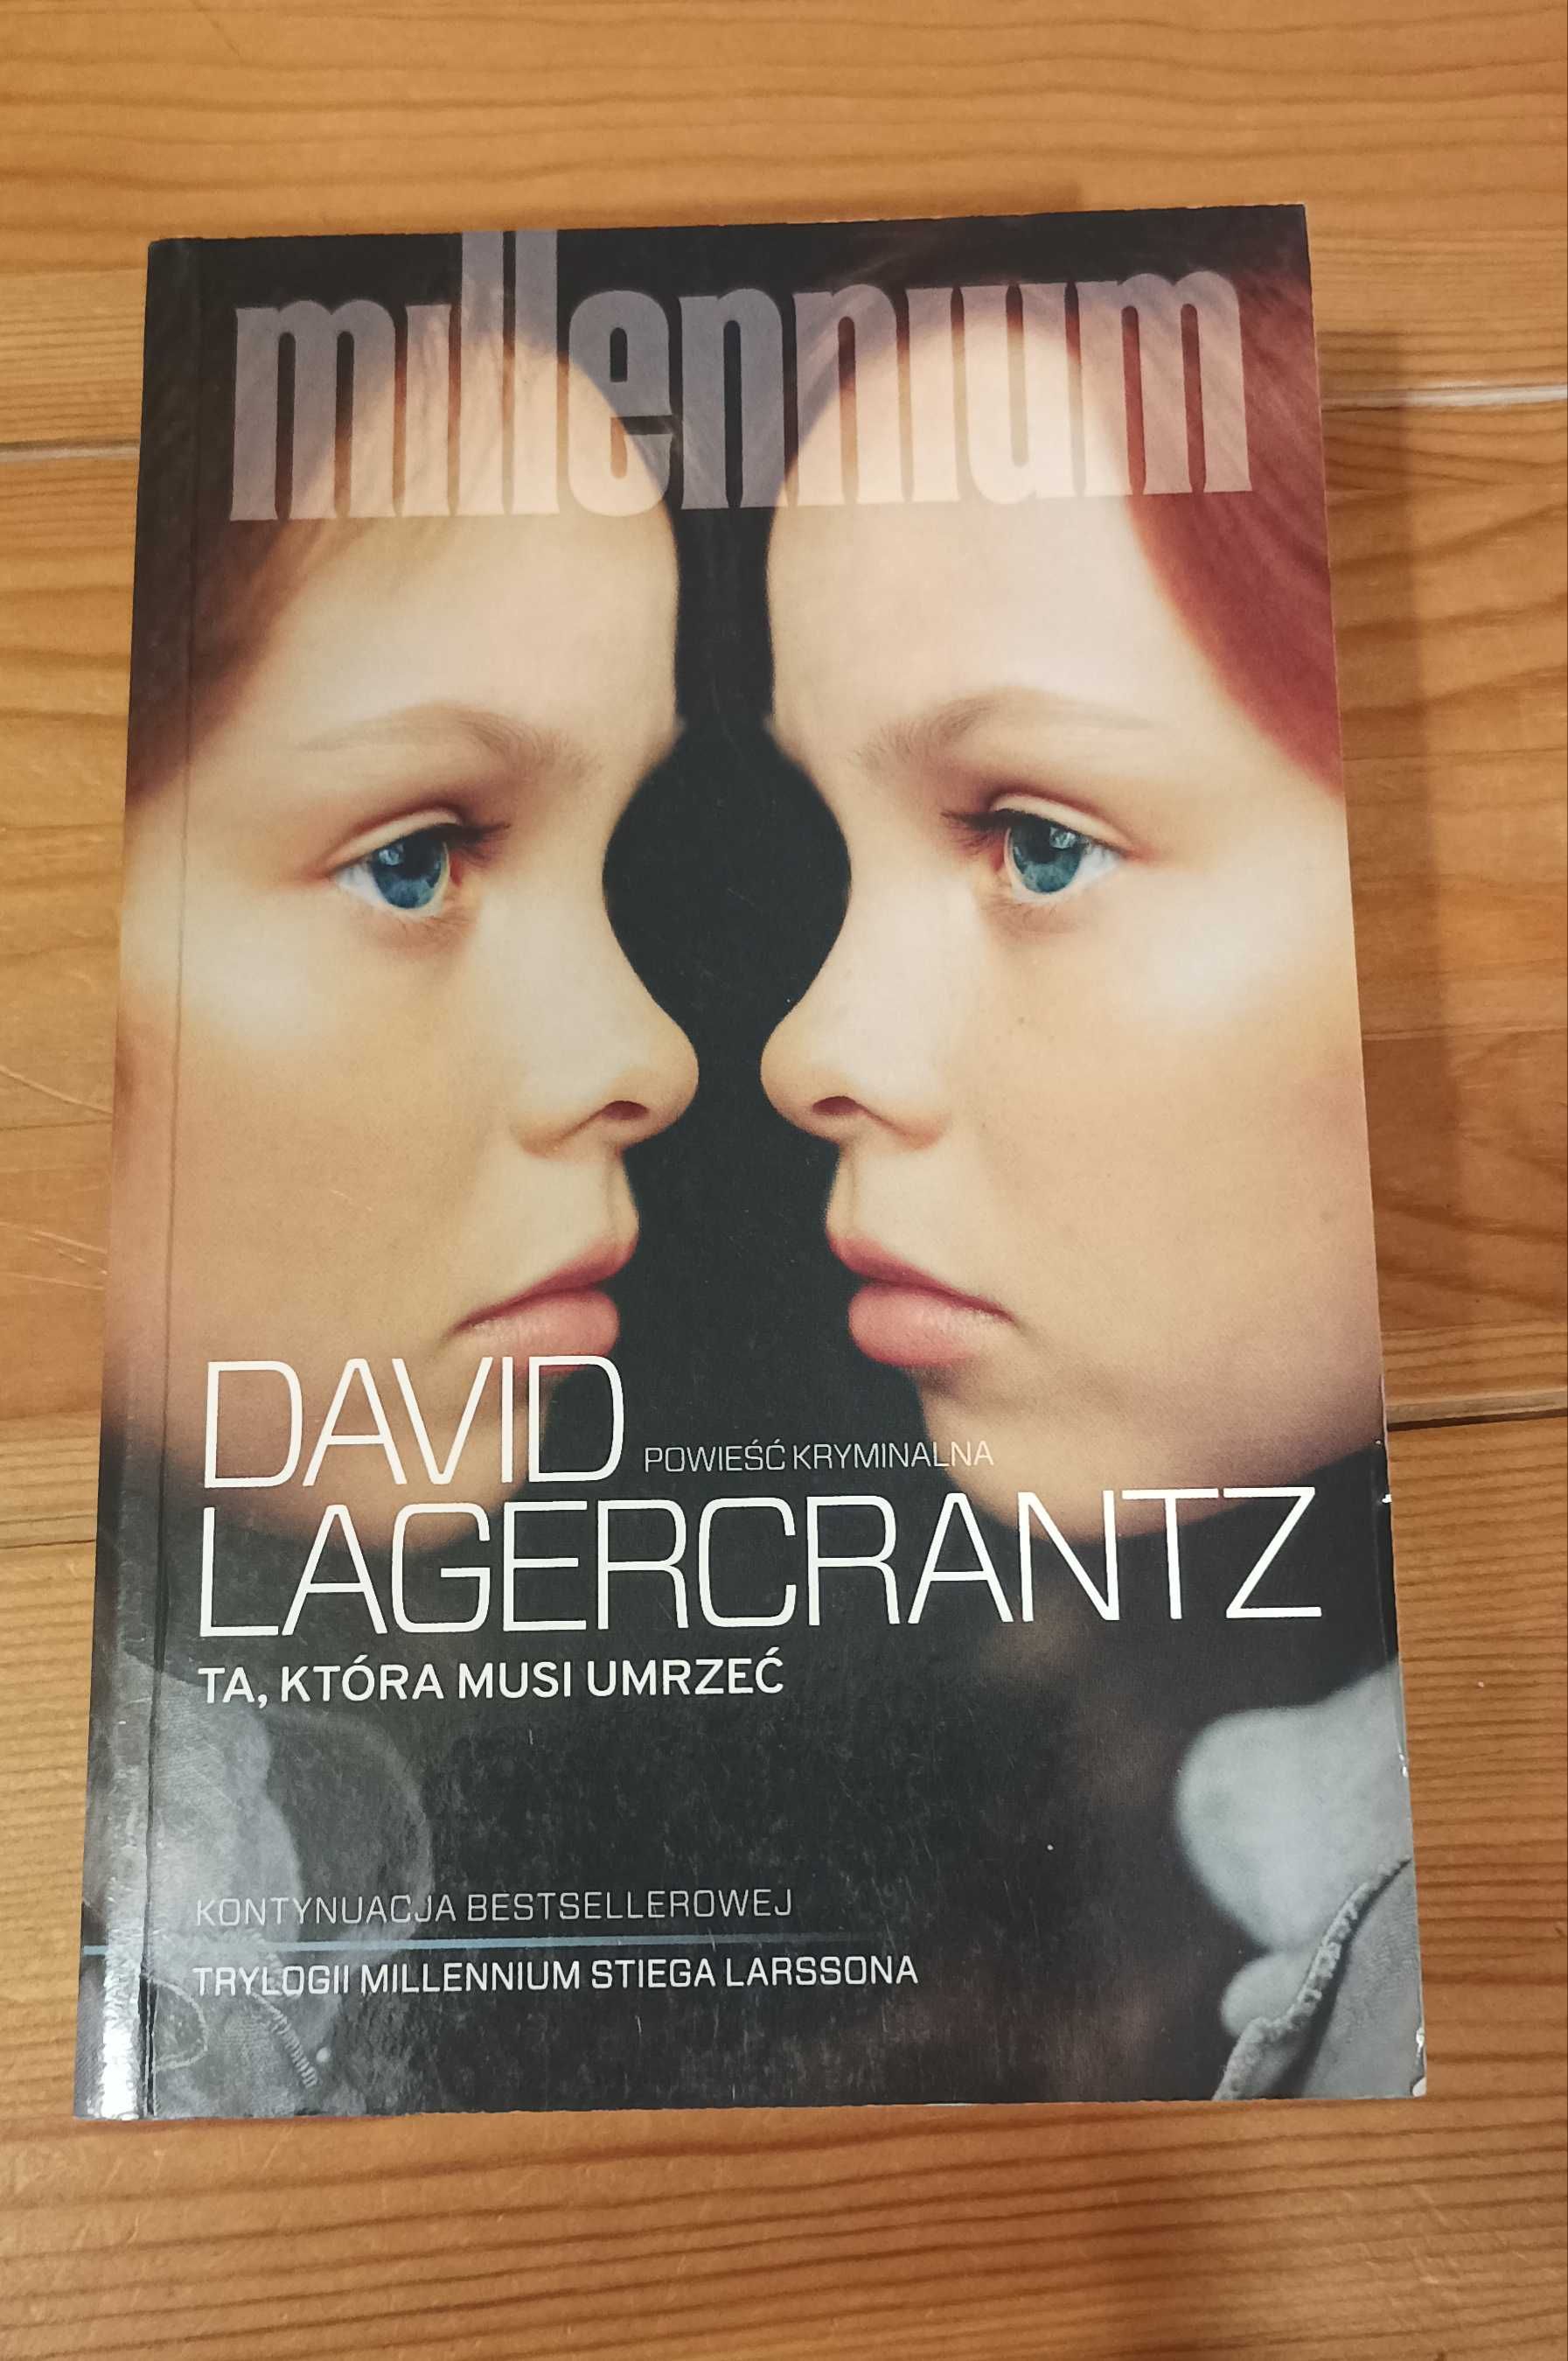 millennium
DAVID POWIEŚĆ KRYMINALNA
LAGERCRANTZ
TA, KTÓRA MUSI UMRZEĆ
KONTYNUACJA BESTSELLEROWEJ
TRYLOGII MILLENNIUM STIEGA LARSSONA